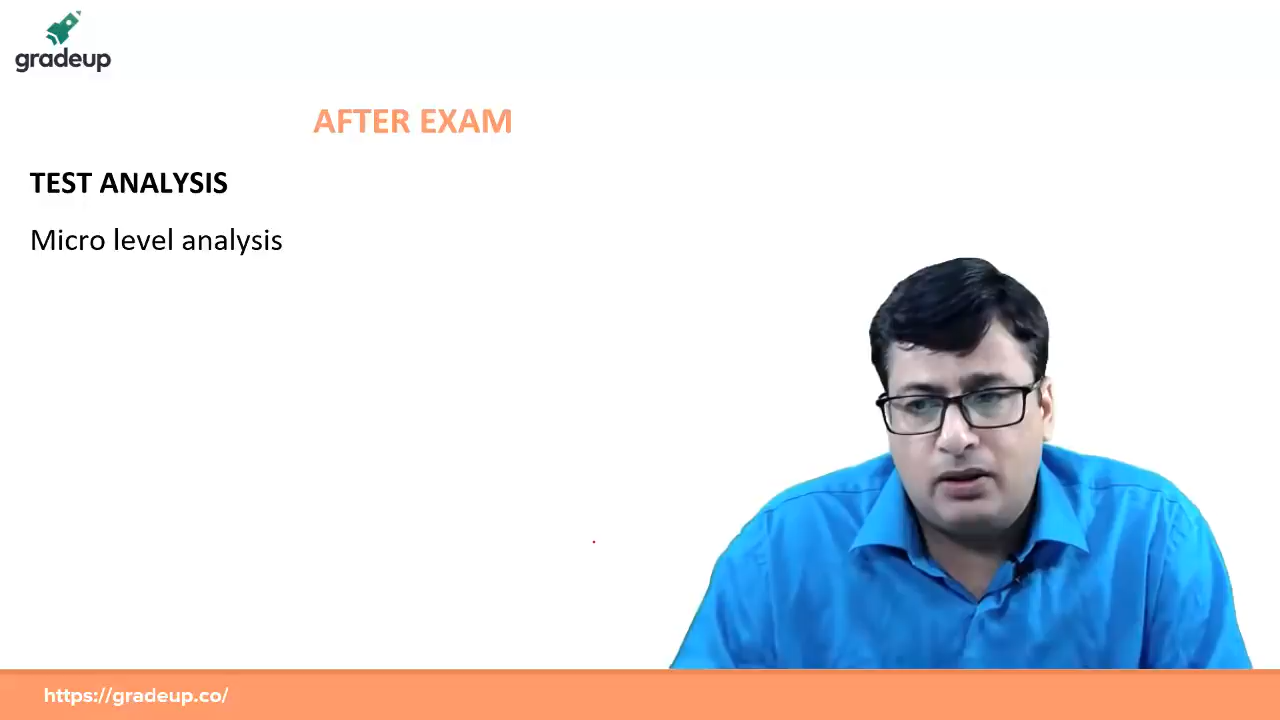 gradeup
AFTER EXAM
TEST ANALYSIS
Micro level analysis
https://gradeup.co/